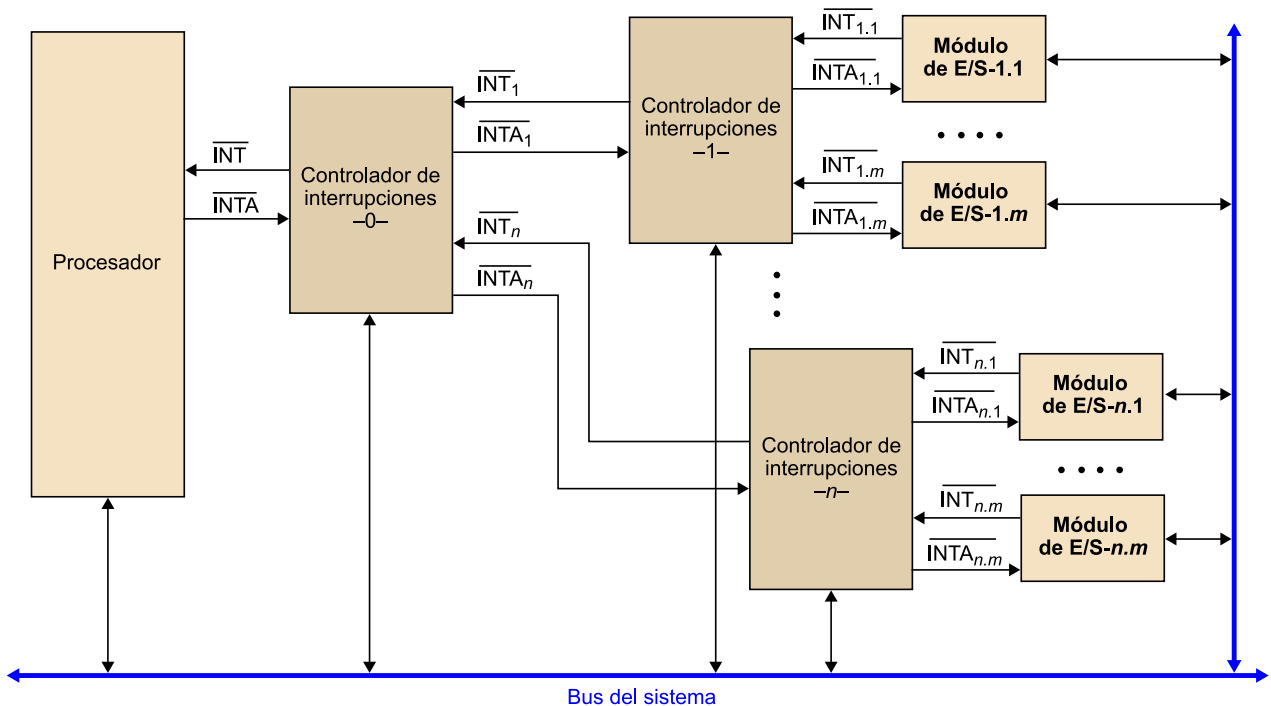 Procesador
INT
INTA
Controlador de
interrupciones
–0–
INT1
INTA1
INTn
INTAn
Controlador de
interrupciones
–1–
INT1.1
INTA1.1
INT1.m
INTA1.m
Módulo
de E/S-1.1
Módulo
de E/S-1.m
Controlador de
interrupciones
–n–
INTn.1
INTAn.1
INTn.m
INTAn.m
Módulo
de E/S-n.1
Módulo
de E/S-n.m
Bus del sistema